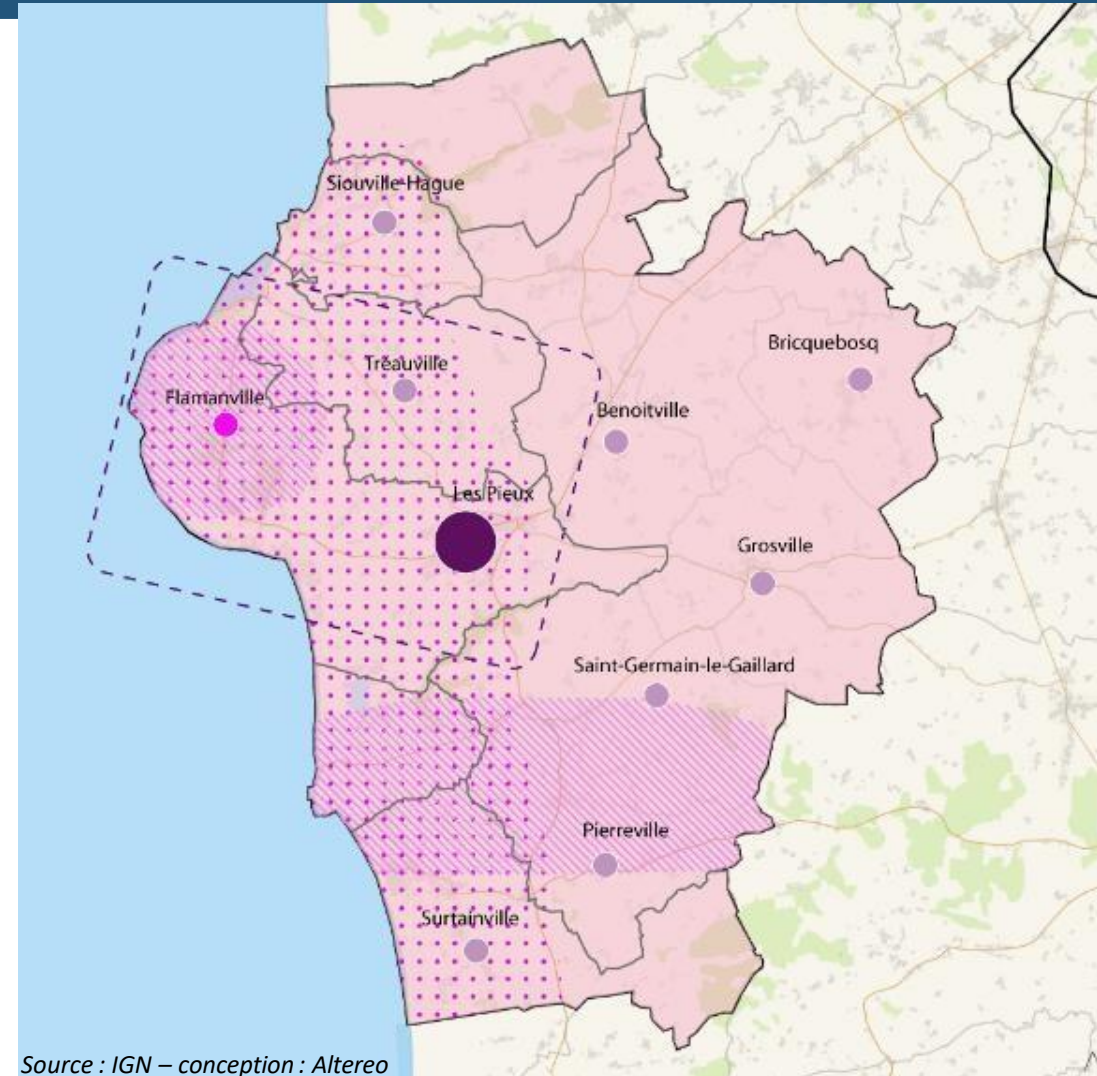 Siouville-Hague
Bricquebosq
Tréauville
Flamanville
Benoitville
Les Pieux
Grosville
Saint-Germain-le-Gaillard
Pierreville
Surtainville
Source : IGN – conception : Altereo